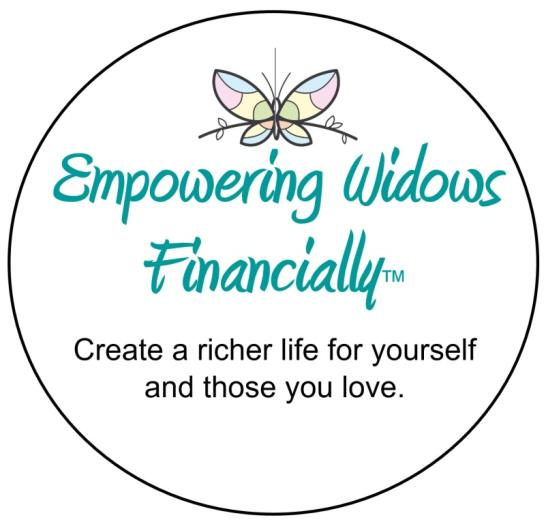 Empowering Widows
Financially™
Create a richer life for yourself
and those you love.